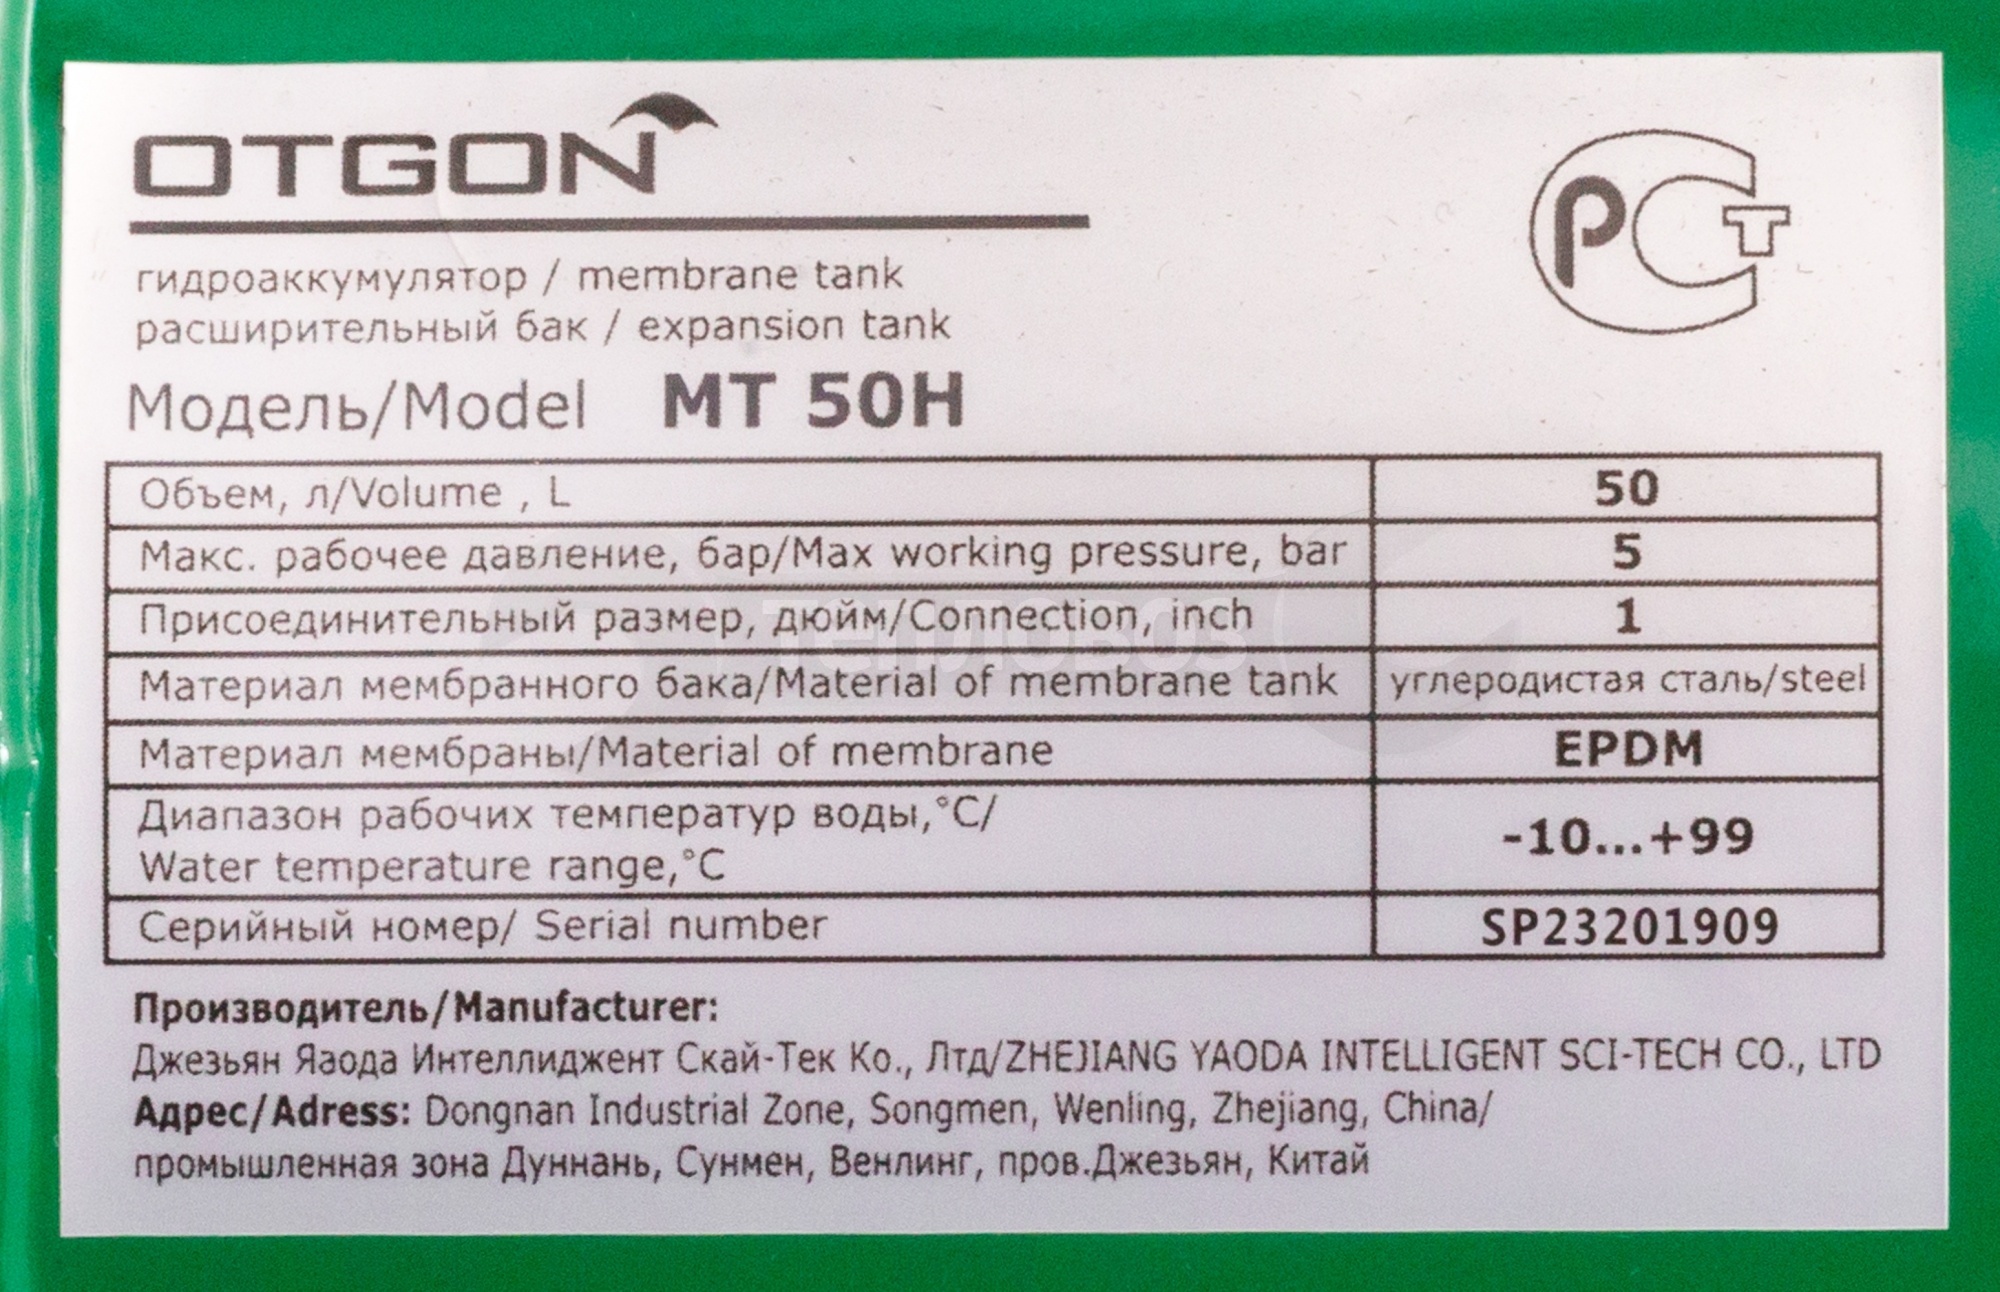 OTGON
РСТ
гидроаккумулятор / membrane tank
расширительный бак / expansion tank
Модель/Model MT 50H
Объем, л/Volume , L 50
Макс. рабочее давление, бар/Max working pressure, bar 5
Присоединительный размер, дюйм/Connection, inch 1
Материал мембранного бака/Material of membrane tank углеродистая сталь/steel
Материал мембраны/Material of membrane EPDM
Диапазон рабочих температур воды,°C/
Water temperature range,°C -10...+99
Серийный номер/ Serial number SP23201909
Производитель/Manufacturer:
Джезьян Яаода Интеллиджент Скай-Тек Ко., Лтд/ZHEJIANG YAODA INTELLIGENT SCI-TECH CO., LTD
Адрес/Adress: Dongnan Industrial Zone, Songmen, Wenling, Zhejiang, China/
промышленная зона Дуннань, Сунмен, Венлинг, пров.Джезьян, Китай